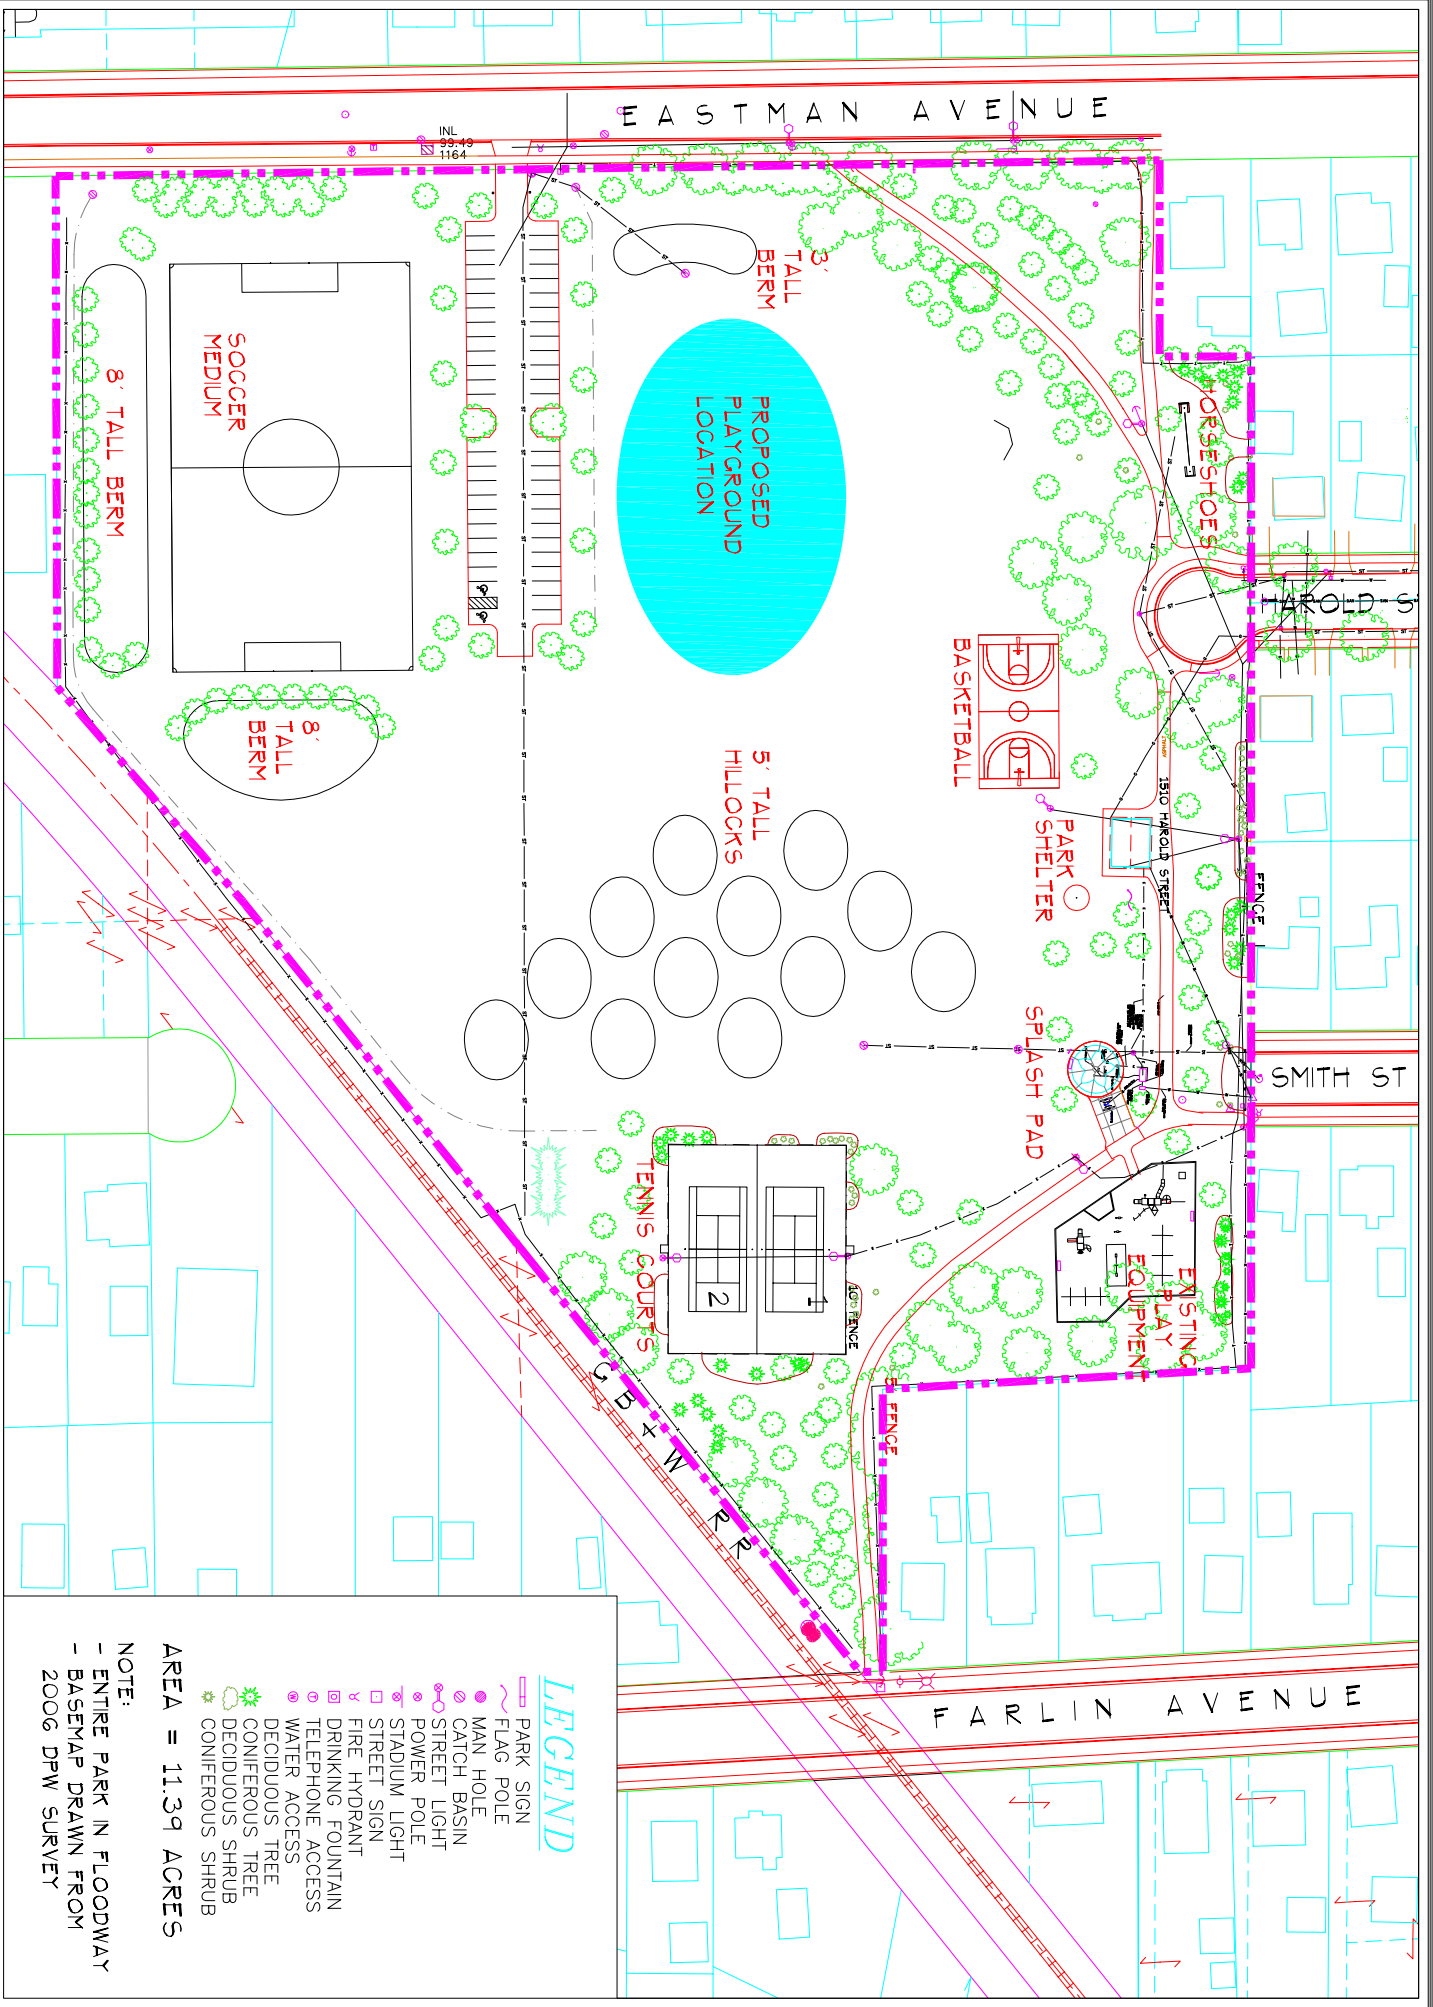 EASTMAN AVENUE
INL
99.49
1164
3'
TALL
BERM
SOCCER
MEDIUM
8' TALL BERM
PROPOSED
PLAYGROUND
LOCATION
HORSESHOES
HAROLD S
BASKETBALL
8'
TALL
BERM
5' TALL
HILLOCKS
1510 HAROLD STREET
PARK
SHELTER
FENCE
SPLASH PAD
SMITH ST
TENNIS COURTS
1
2
10' FENCE
EXISTING
PLAY
EQUIPMENT
5' FENCE
GB+W RR
FARLIN AVENUE
LEGEND
PARK SIGN
FLAG POLE
MAN HOLE
CATCH BASIN
STREET LIGHT
POWER POLE
STADIUM LIGHT
STREET SIGN
FIRE HYDRANT
DRINKING FOUNTAIN
TELEPHONE ACCESS
WATER ACCESS
DECIDUOUS TREE
CONIFEROUS TREE
DECIDUOUS SHRUB
CONIFEROUS SHRUB
AREA = 11.39 ACRES
NOTE:
- ENTIRE PARK IN FLOODWAY
- BASEMAP DRAWN FROM
2006 DPW SURVEY